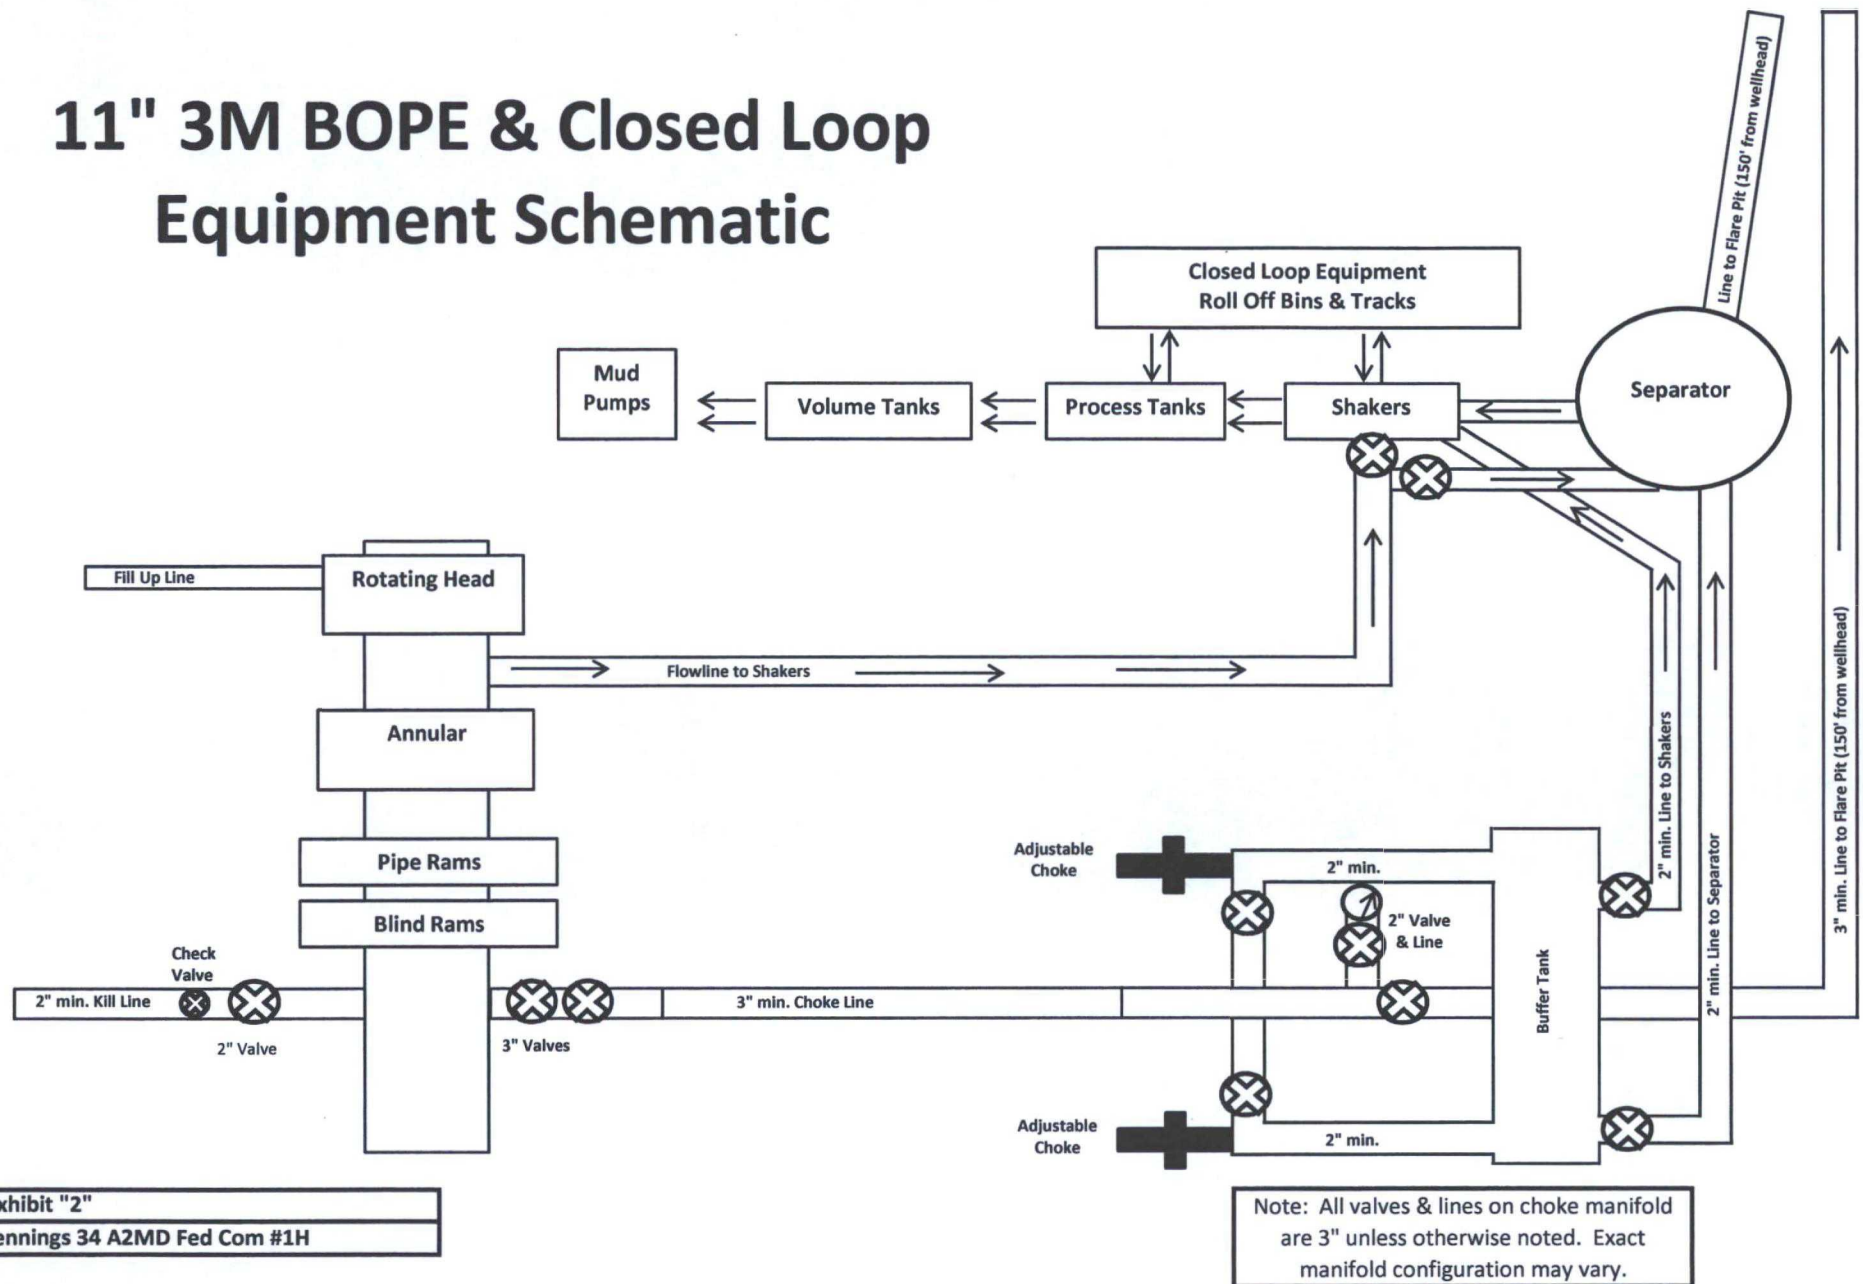 11" 3M BOPE & Closed Loop
Equipment Schematic
Line to Flare Pit (150' from wellhead)
Closed Loop Equipment
Roll Off Bins & Tracks
Mud
Pumps
Volume Tanks
Process Tanks
Shakers
Separator
Fill Up Line
Rotating Head
Flowline to Shakers
Annular
Pipe Rams
Blind Rams
Check
Valve
2" min. Kill Line
2" Valve
3" Valves
3" min. Choke Line
Adjustable
Choke
2" min.
2" Valve
& Line
Buffer Tank
Adjustable
Choke
2" min.
2" min. Line to Shakers
2" min. Line to Separator
3" min. Line to Flare Pit (150' from wellhead)
xhibit "2"
ennings 34 A2MD Fed Com #1H
Note: All valves & lines on choke manifold
are 3" unless otherwise noted. Exact
manifold configuration may vary.